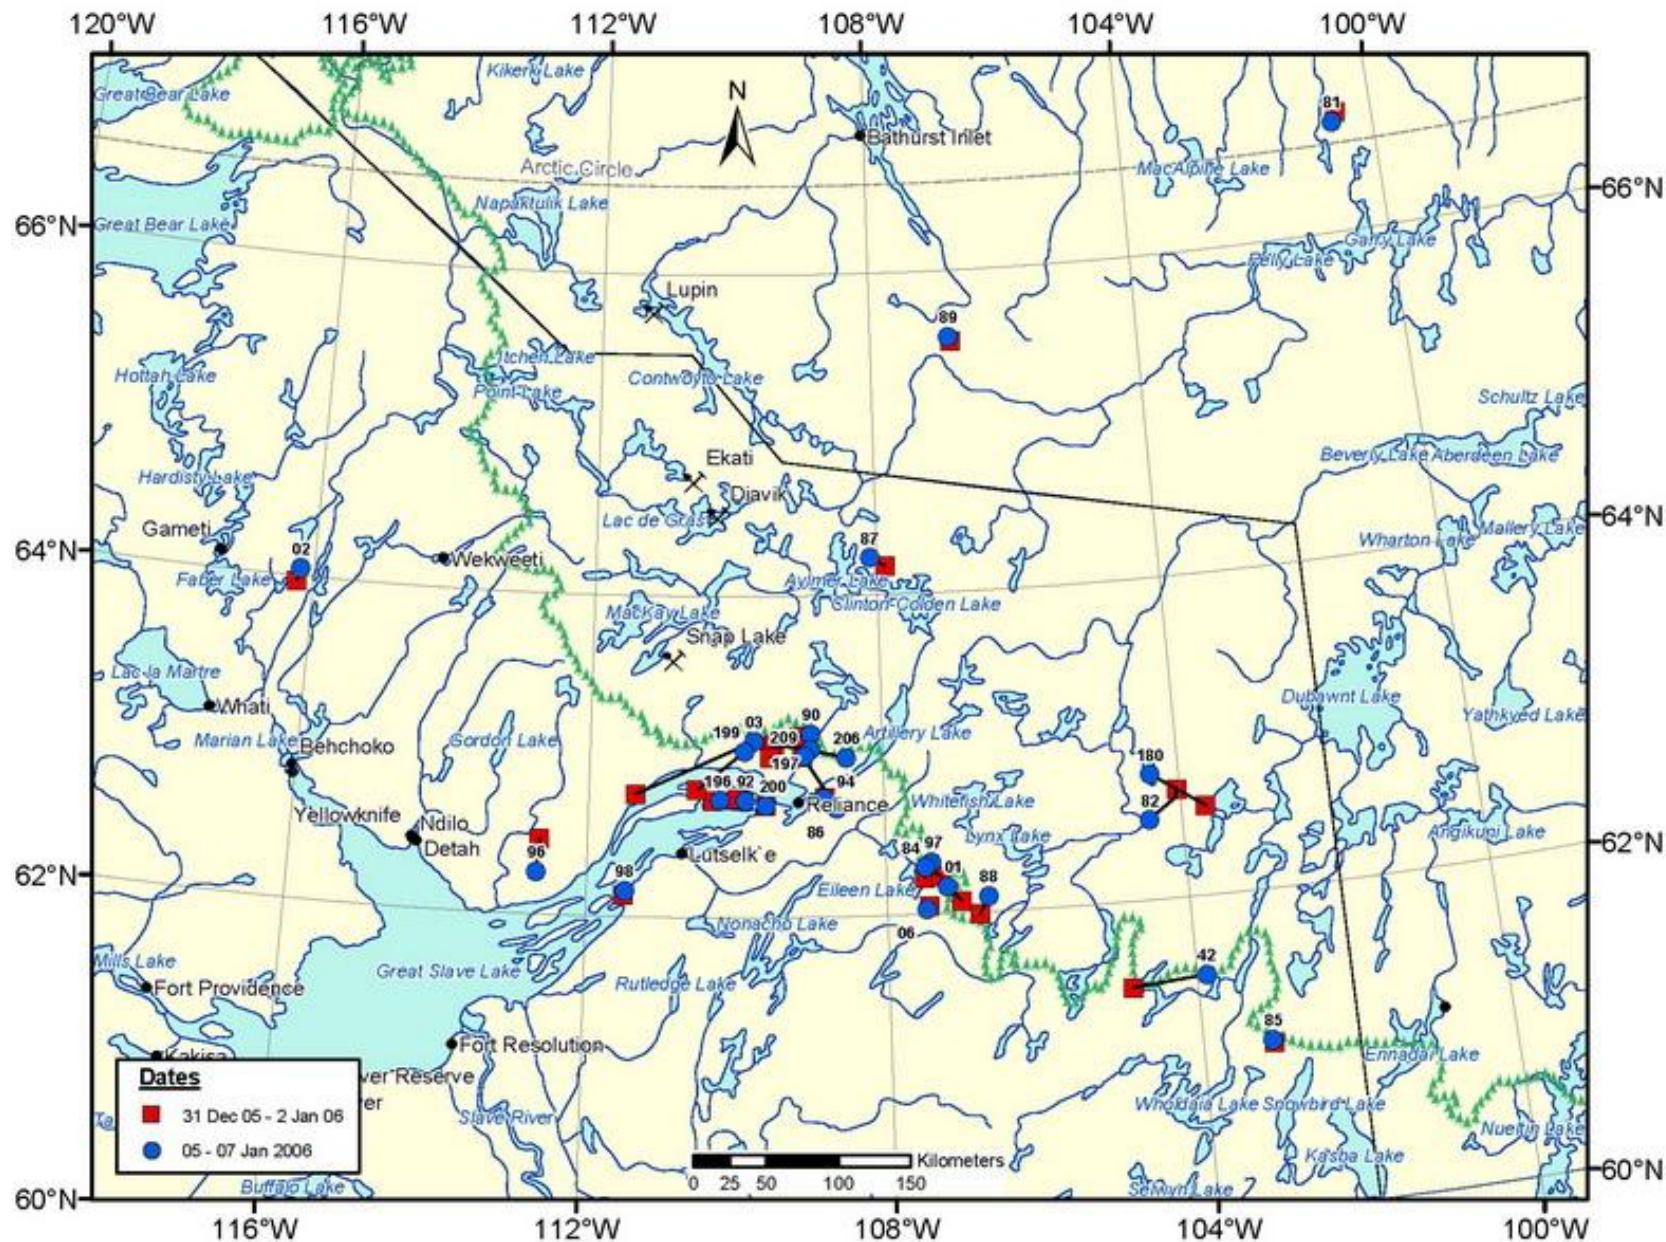 120°W 116°W 112°W 108°W 104°W 100°W
Great Bear Lake
Kikerk Lake
N
81
Bathurst Inlet
Arctic Circle
MacAlpine Lake
66°N
66°N
Napaktulik Lake
Great Bear Lake
Garry Lake
Pelly Lake
Lupin
89
Itchen Lake
Hottah Lake
Contwoyto Lake
Point Lake
Schultz Lake
Ekati
Beverly Lake
Aberdeen Lake
Hardisty Lake
Diavik
Lac de Gras
64°N
Gameti
Mallery Lake
87
Wharton Lake
64°N
02
Wekweeti
Faber Lake
Aylmer Lake
Clinton-Colden Lake
MacKay Lake
Snap Lake
Lac la Martre
Dubawnt Lake
Whati
Yathkyed Lake
90
03
199
209
206
Artillery Lake
Marian Lake
Behchoko
Gordon Lake
197
180
196
92
200
94
Whitefish Lake
82
Reliance
Yellowknife
Ndilo
86
Angikuni Lake
62°N
Detah
Lynx Lake
96
Lutselk`e
84
97
62°N
98
01
88
Eileen Lake
Nonacho Lake
06
42
Mills Lake
Great Slave Lake
Rutledge Lake
Fort Providence
85
Fort Resolution
Kakisa
Ennadai Lake
Dates
ver Reserve
ver
31 Dec 05 - 2 Jan 06
Ta
Slave River
Wholdaia Lake
Snowbird Lake
Nueltin Lake
05 - 07 Jan 2006
Kilometers
Kasba Lake
60°N
0 25 50 100 150
Buffalo Lake
Selwyn Lake
60°N
116°W 112°W 108°W 104°W 100°W